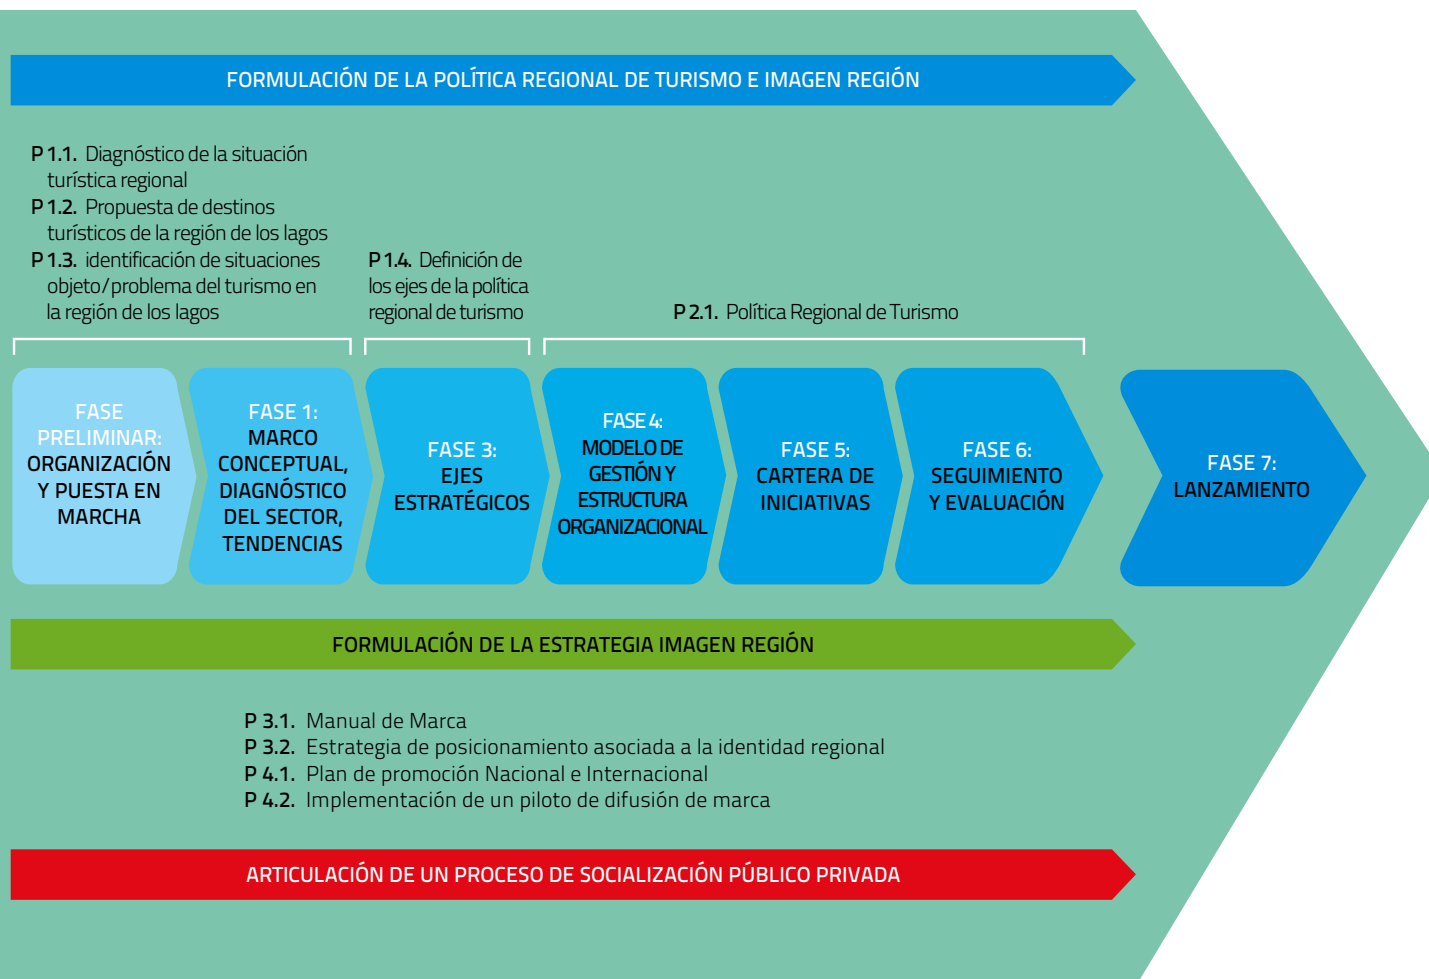 FORMULACIÓN DE LA POLÍTICA REGIONAL DE TURISMO E IMAGEN REGIÓN
P 1.1. Diagnóstico de la situación
turística regional
P 1.2. Propuesta de destinos
turísticos de la región de los lagos
P 1.3. identificación de situaciones
objeto/problema del turismo en
la región de los lagos
P 1.4. Definición de
los ejes de la política
regional de turismo
P 2.1. Política Regional de Turismo
FASE
PRELIMINAR:
ORGANIZACIÓN
Y PUESTA EN
MARCHA
FASE 1:
MARCO
CONCEPTUAL,
DIAGNÓSTICO
DEL SECTOR,
TENDENCIAS
FASE 3:
EJES
ESTRATÉGICOS
FASE 4:
MODELO DE
GESTIÓN Y
ESTRUCTURA
ORGANIZACIONAL
FASE 5:
CARTERA DE
INICIATIVAS
FASE 6:
SEGUIMIENTO
Y EVALUACIÓN
FASE 7:
LANZAMIENTO
FORMULACIÓN DE LA ESTRATEGIA IMAGEN REGIÓN
P 3.1. Manual de Marca
P 3.2. Estrategia de posicionamiento asociada a la identidad regional
P 4.1. Plan de promoción Nacional e Internacional
P 4.2. Implementación de un piloto de difusión de marca
ARTICULACIÓN DE UN PROCESO DE SOCIALIZACIÓN PÚBLICO PRIVADA